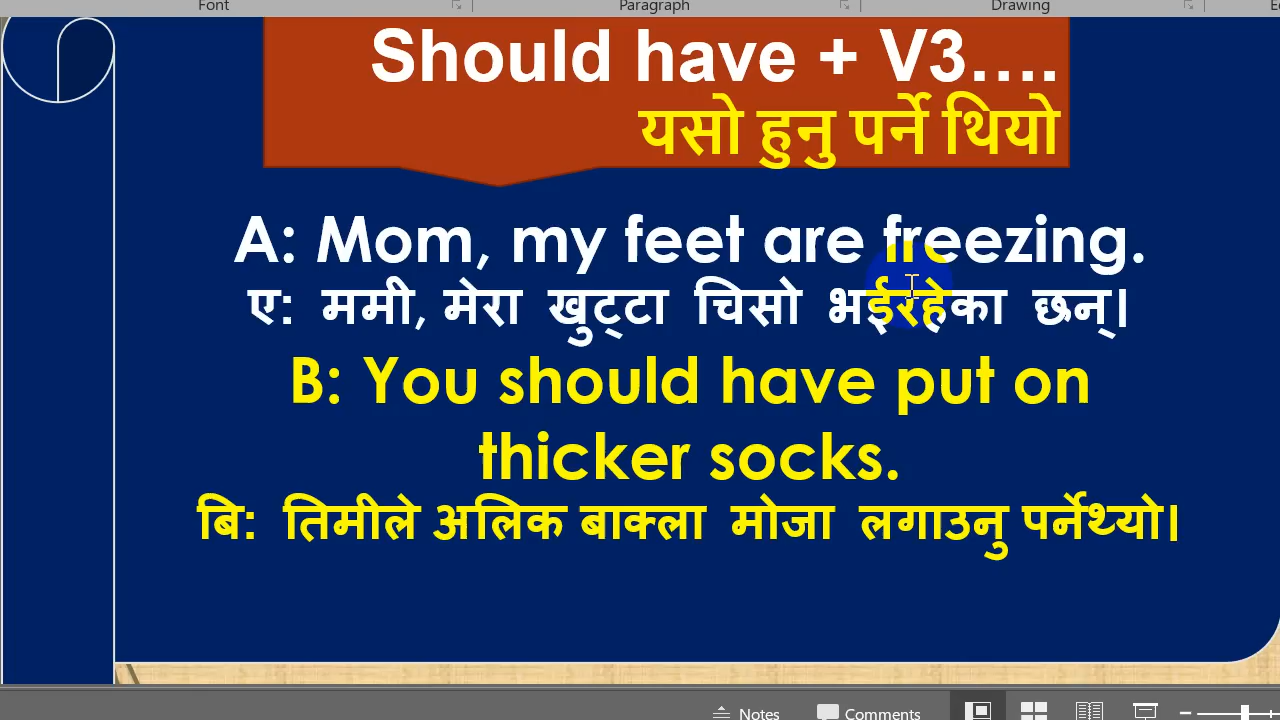 Font Paragraph Drawing
Should have + V3....
यसो हुनु पर्ने थियो
A: Mom, my feet are freezing.
ए: ममी, मेरा खुट्टा चिसो भईरहेका छन्।
B: You should have put on
thicker socks.
बि: तिमीले अलिक बाक्ला मोजा लगाउनु पर्नेथ्यो।
Notes Comments